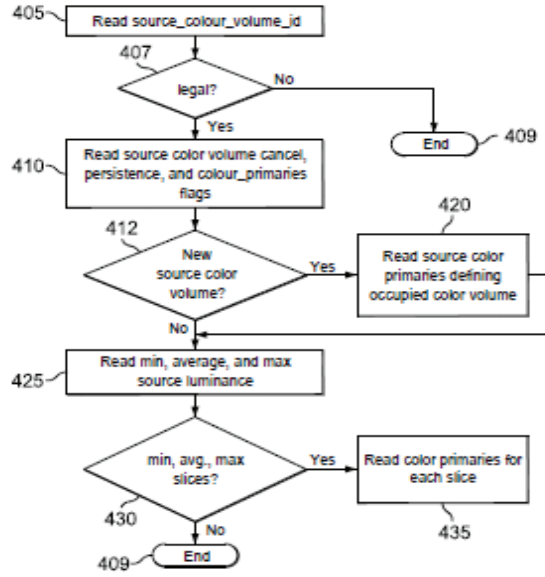 405
Read source_colour_volume_id
407
legal?
No
Yes
End
409
410
Read source color volume cancel,
persistence, and colour_primaries
flags
412
New
source color
volume?
Yes
No
420
Read source color
primaries defining
occupied color volume
425
Read min, average, and max
source luminance
min, avg., max
slices?
430
Yes
No
Read color primaries for
each slice
435
409
End